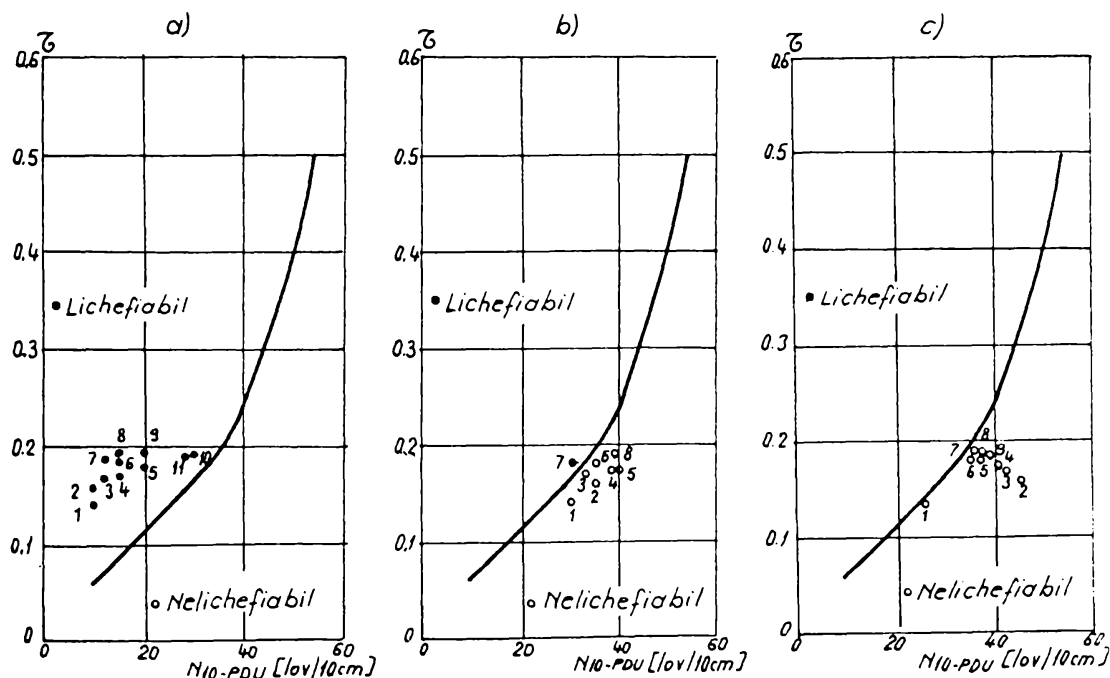 a)
τ
0.6
0.5
0.4
0.3
0.2
0.1
0
20 40 60
● Lichefiabil
○ Nelichefiabil
8 9
7 6 5 11 10
2 3 4
1
N10-PDU [lov/10cm]
b)
τ
0.6
0.5
0.4
0.3
0.2
0.1
0
20 40 60
● Lichefiabil
○ Nelichefiabil
7 6 8
3 4 5
1 2
N10-PDU [lov/10cm]
c)
τ
0.6
0.5
0.4
0.3
0.2
0.1
0
20 40 60
● Lichefiabil
○ Nelichefiabil
7 8 9 4
6 5 3 2
1
N10-PDU [lov/10cm]